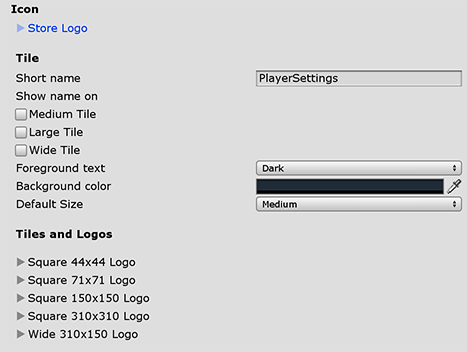 Icon
Store Logo
Tile
Short name PlayerSettings
Show name on
Medium Tile
Large Tile
Wide Tile
Foreground text Dark
Background color
Default Size Medium
Tiles and Logos
Square 44x44 Logo
Square 71x71 Logo
Square 150x150 Logo
Square 310x310 Logo
Wide 310x150 Logo